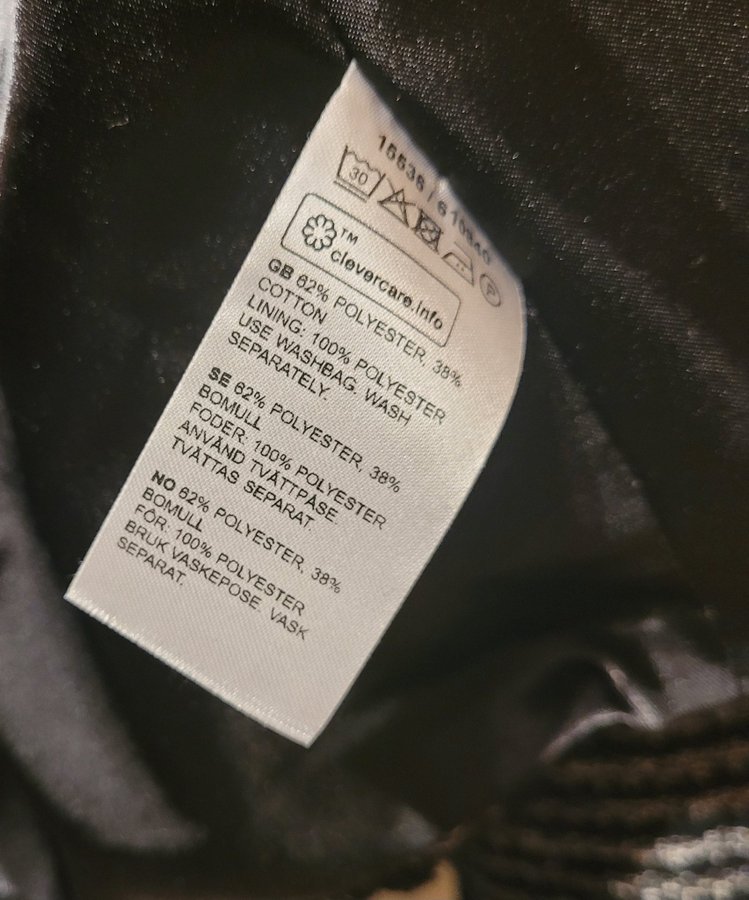 30
P
™
clevercare.info
GB 62% POLYESTER, 38%
COTTON
LINING: 100% POLYESTER
USE WASHBAG. WASH
SEPARATELY.
SE 62% POLYESTER, 38%
BOMULL
FODER: 100% POLYESTER
ANVÄND TVÄTTPÅSE.
TVÄTTAS SEPARAT.
NO 62% POLYESTER, 38%
BOMULL
FÔR: 100% POLYESTER
BRUK VASKEPOSE. VASK
SEPARAT.